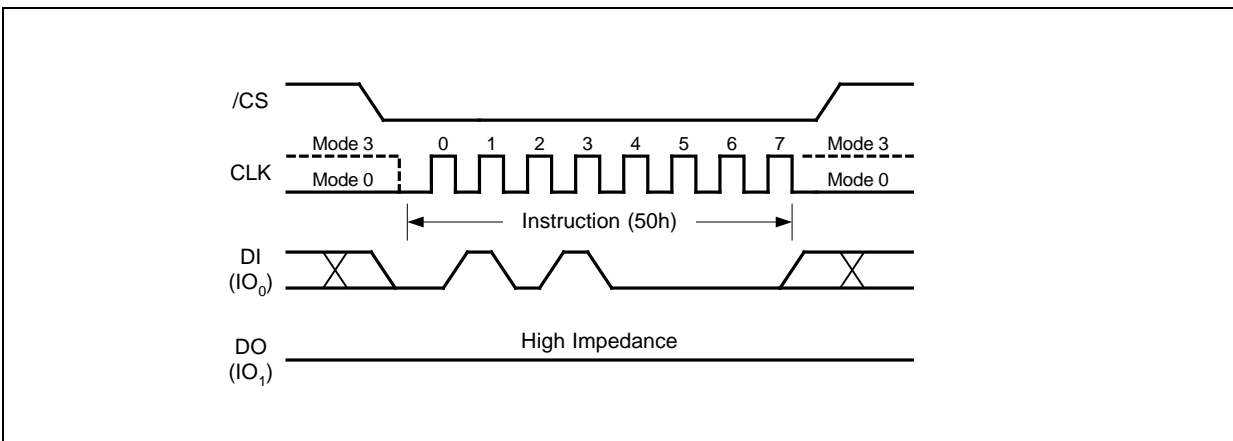 /CS
Mode 3 0 1 2 3 4 5 6 7 Mode 3
CLK
Mode 0 Mode 0
Instruction (50h)
DI
(IO₀)
High Impedance
DO
(IO₁)